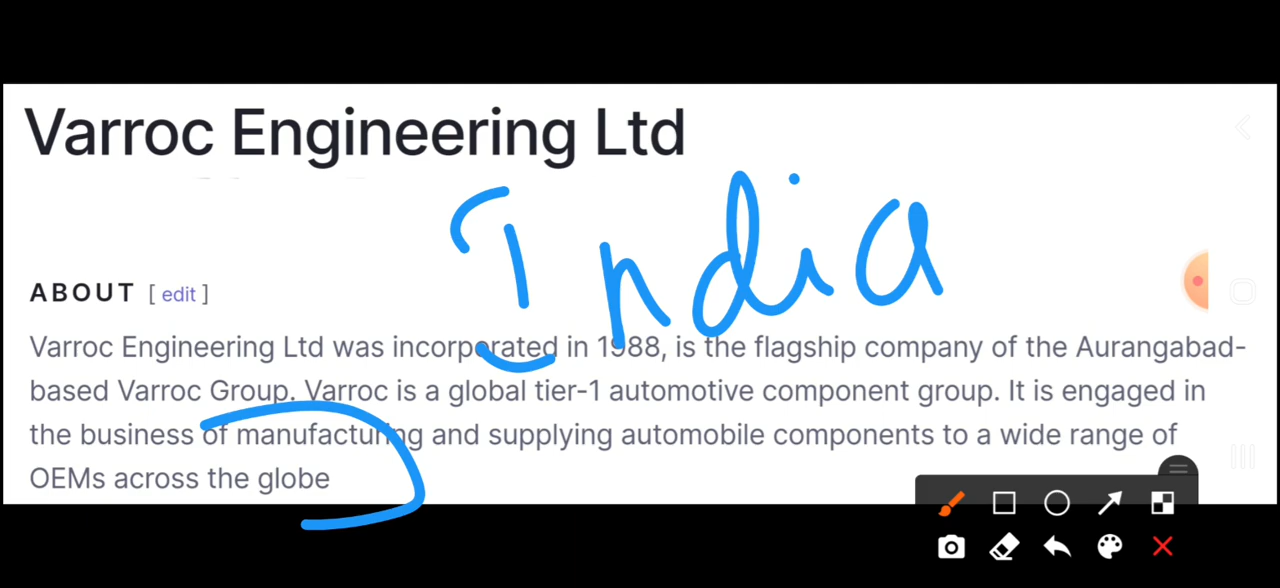 Varroc Engineering Ltd
India
ABOUT [ edit ]
Varroc Engineering Ltd was incorporated in 1988, is the flagship company of the Aurangabad-
based Varroc Group. Varroc is a global tier-1 automotive component group. It is engaged in
the business of manufacturing and supplying automobile components to a wide range of
OEMs across the globe